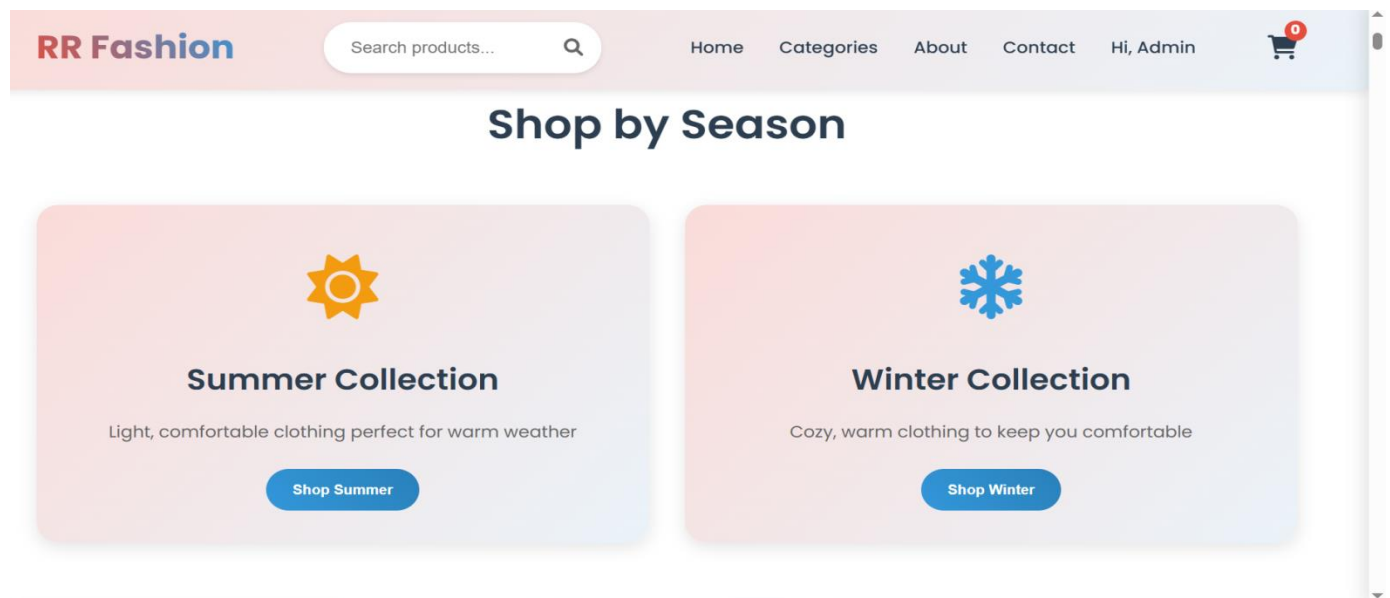 RR Fashion
Search products...
Home Categories About Contact Hi, Admin
0
Shop by Season
Summer Collection
Light, comfortable clothing perfect for warm weather
Shop Summer
Winter Collection
Cozy, warm clothing to keep you comfortable
Shop Winter